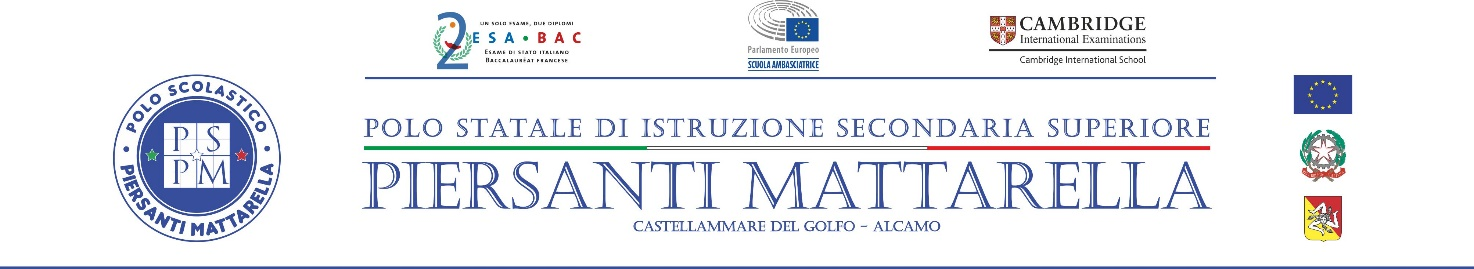 UN SOLO ESAME, DUE DIPLOMI
2 ESA • BAC
ESAME DI STATO ITALIANO
BACCALAURÉAT FRANCESE
Parlamento Europeo
SCUOLA AMBASCIATRICE
CAMBRIDGE
International Examinations
Cambridge International School
POLO SCOLASTICO
PS
PM
PIERSANTI MATTARELLA
POLO STATALE DI ISTRUZIONE SECONDARIA SUPERIORE
PIERSANTI MATTARELLA
CASTELLAMMARE DEL GOLFO - ALCAMO